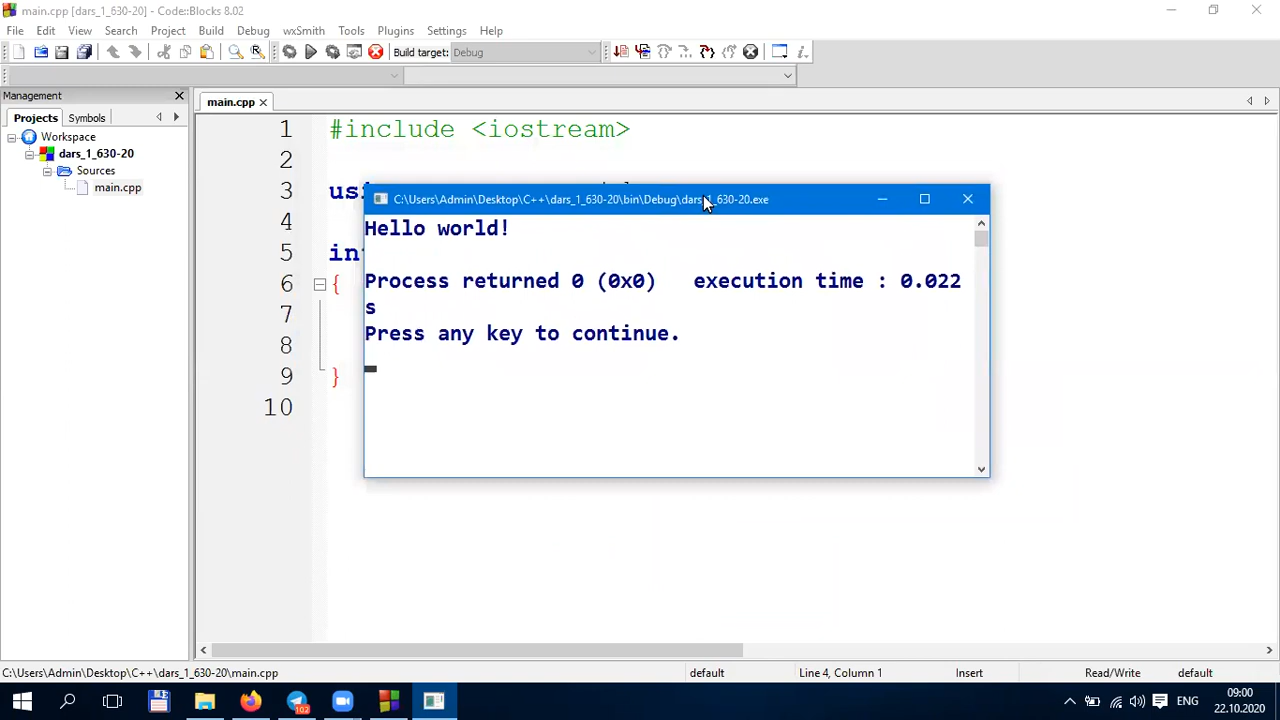 main.cpp [dars_1_630-20] - Code::Blocks 8.02
File Edit View Search Project Build Debug wxSmith Tools Plugins Settings Help
Build target: Debug
Management
main.cpp
Projects Symbols
Workspace
dars_1_630-20
Sources
main.cpp
1 #include <iostream>
2
3
4
5
6 {
7
8
9 }
10
C:\Users\Admin\Desktop\C++\dars_1_630-20\bin\Debug\dars_1_630-20.exe
Hello world!
Process returned 0 (0x0) execution time : 0.022
s
Press any key to continue.
C:\Users\Admin\Desktop\C++\dars_1_630-20\main.cpp default Line 4, Column 1 Insert Read/Write default
102
ENG
09:00
22.10.2020